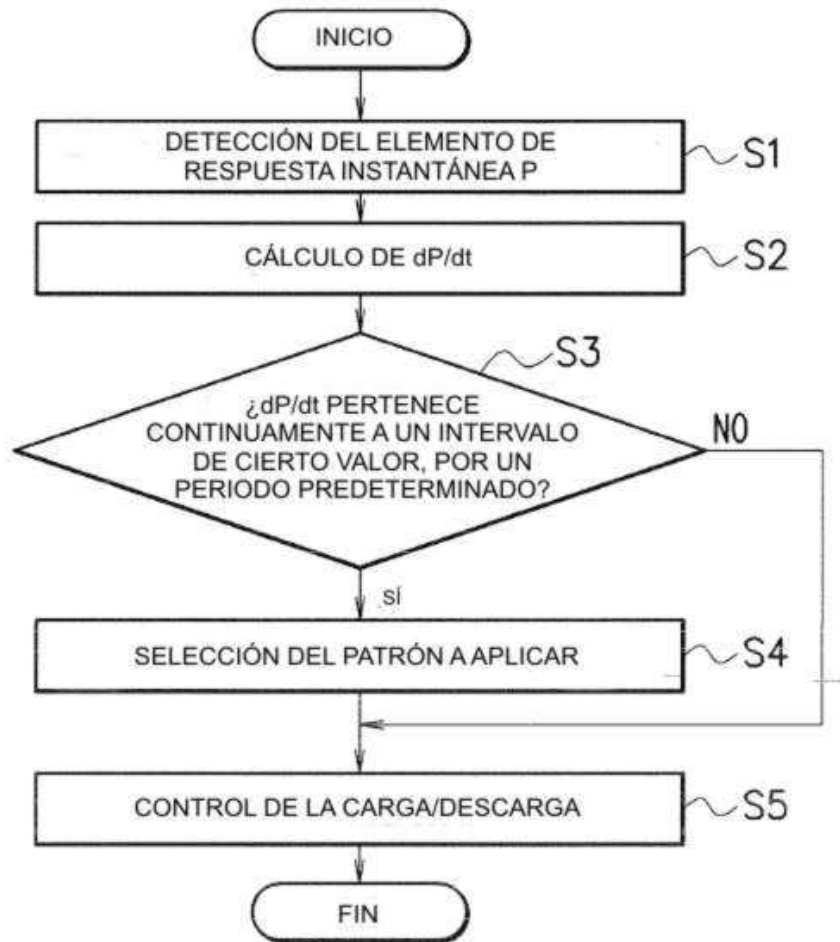 INICIO
DETECCIÓN DEL ELEMENTO DE
RESPUESTA INSTANTÁNEA P
S1
CÁLCULO DE dP/dt
S2
S3
¿dP/dt PERTENECE
CONTINUAMENTE A UN INTERVALO
DE CIERTO VALOR, POR UN
PERIODO PREDETERMINADO?
NO
SÍ
SELECCIÓN DEL PATRÓN A APLICAR
S4
CONTROL DE LA CARGA/DESCARGA
S5
FIN